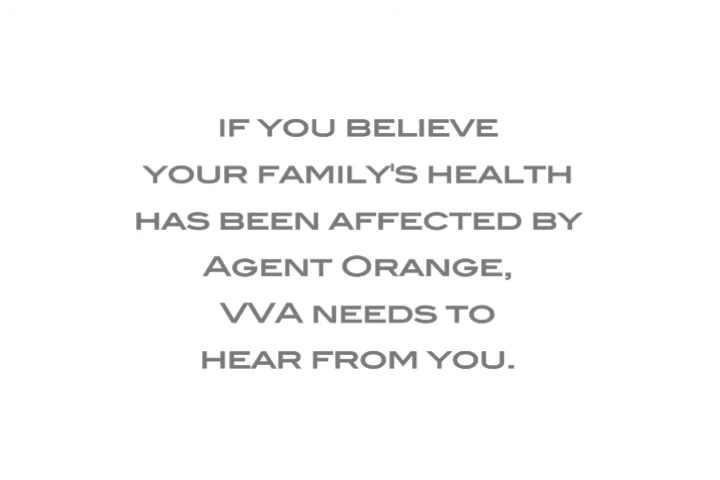 IF YOU BELIEVE
YOUR FAMILY'S HEALTH
HAS BEEN AFFECTED BY
AGENT ORANGE,
VVA NEEDS TO
HEAR FROM YOU.